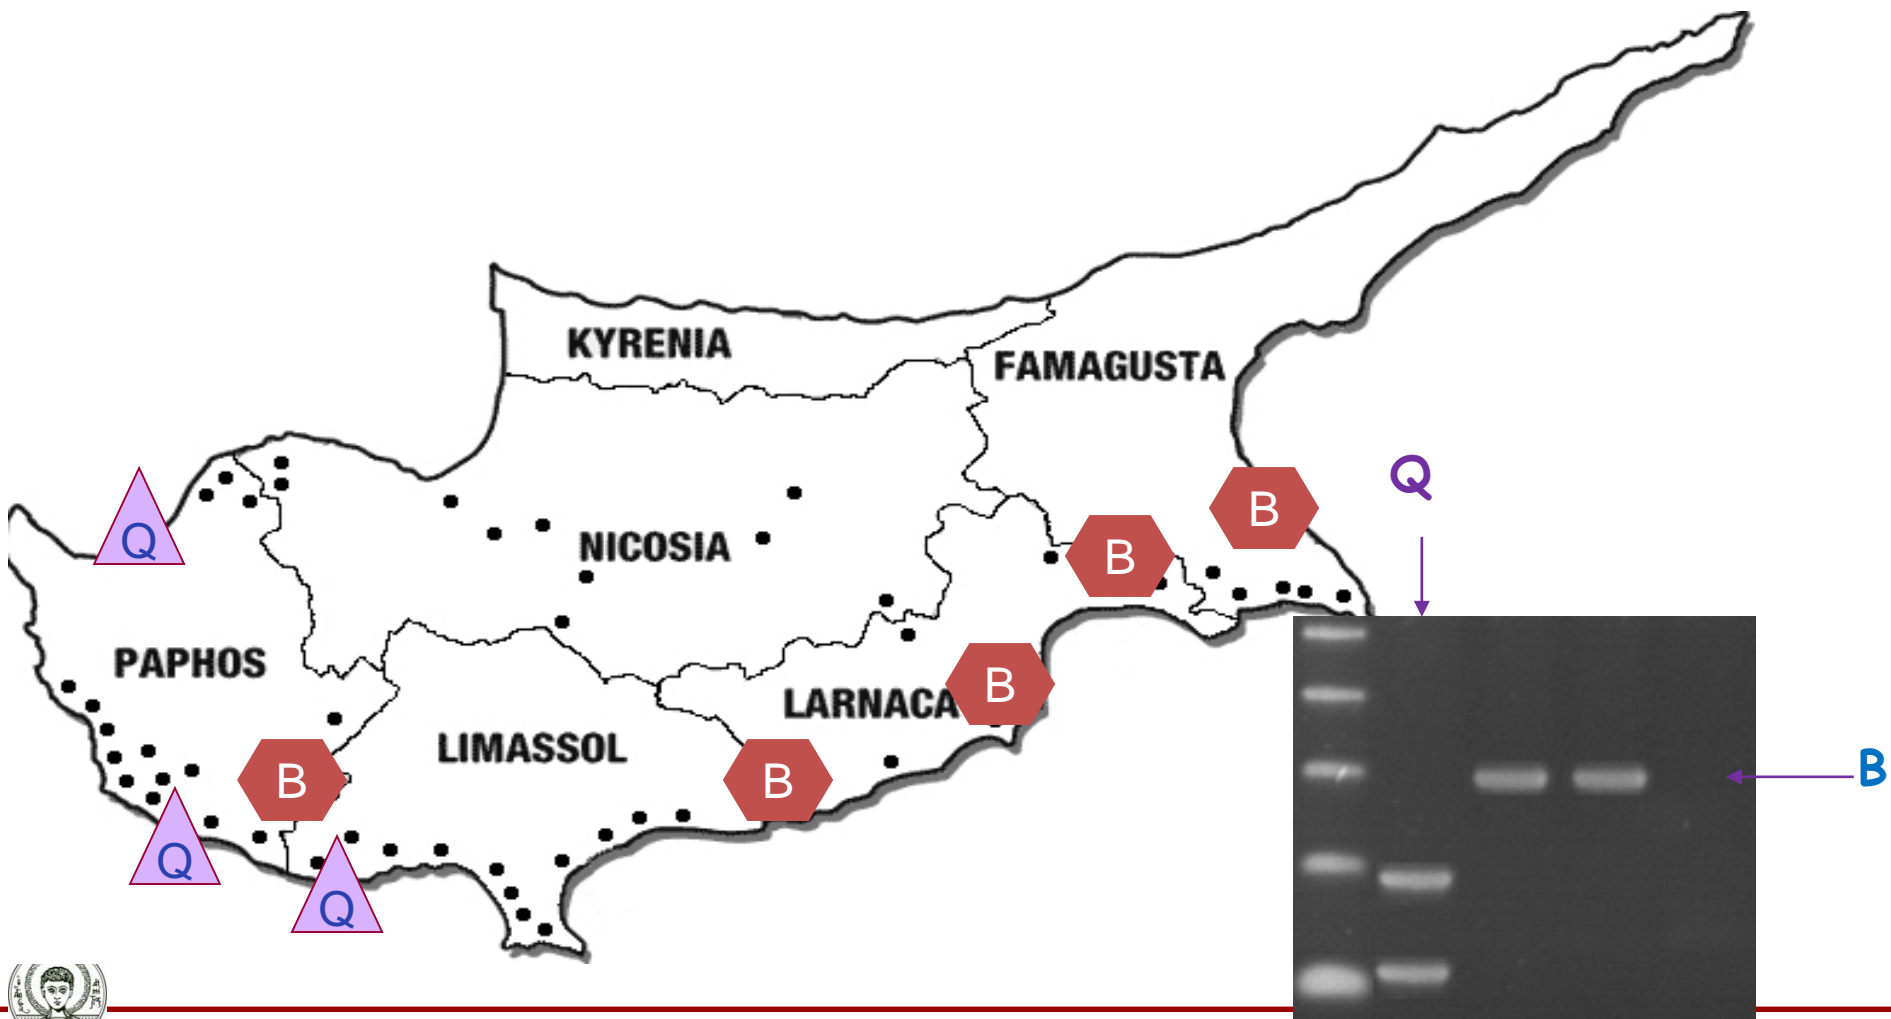 KYRENIA
FAMAGUSTA
Q
B
Q
B
NICOSIA
PAPHOS
B
LARNACA
LIMASSOL
B
B
B
Q
Q